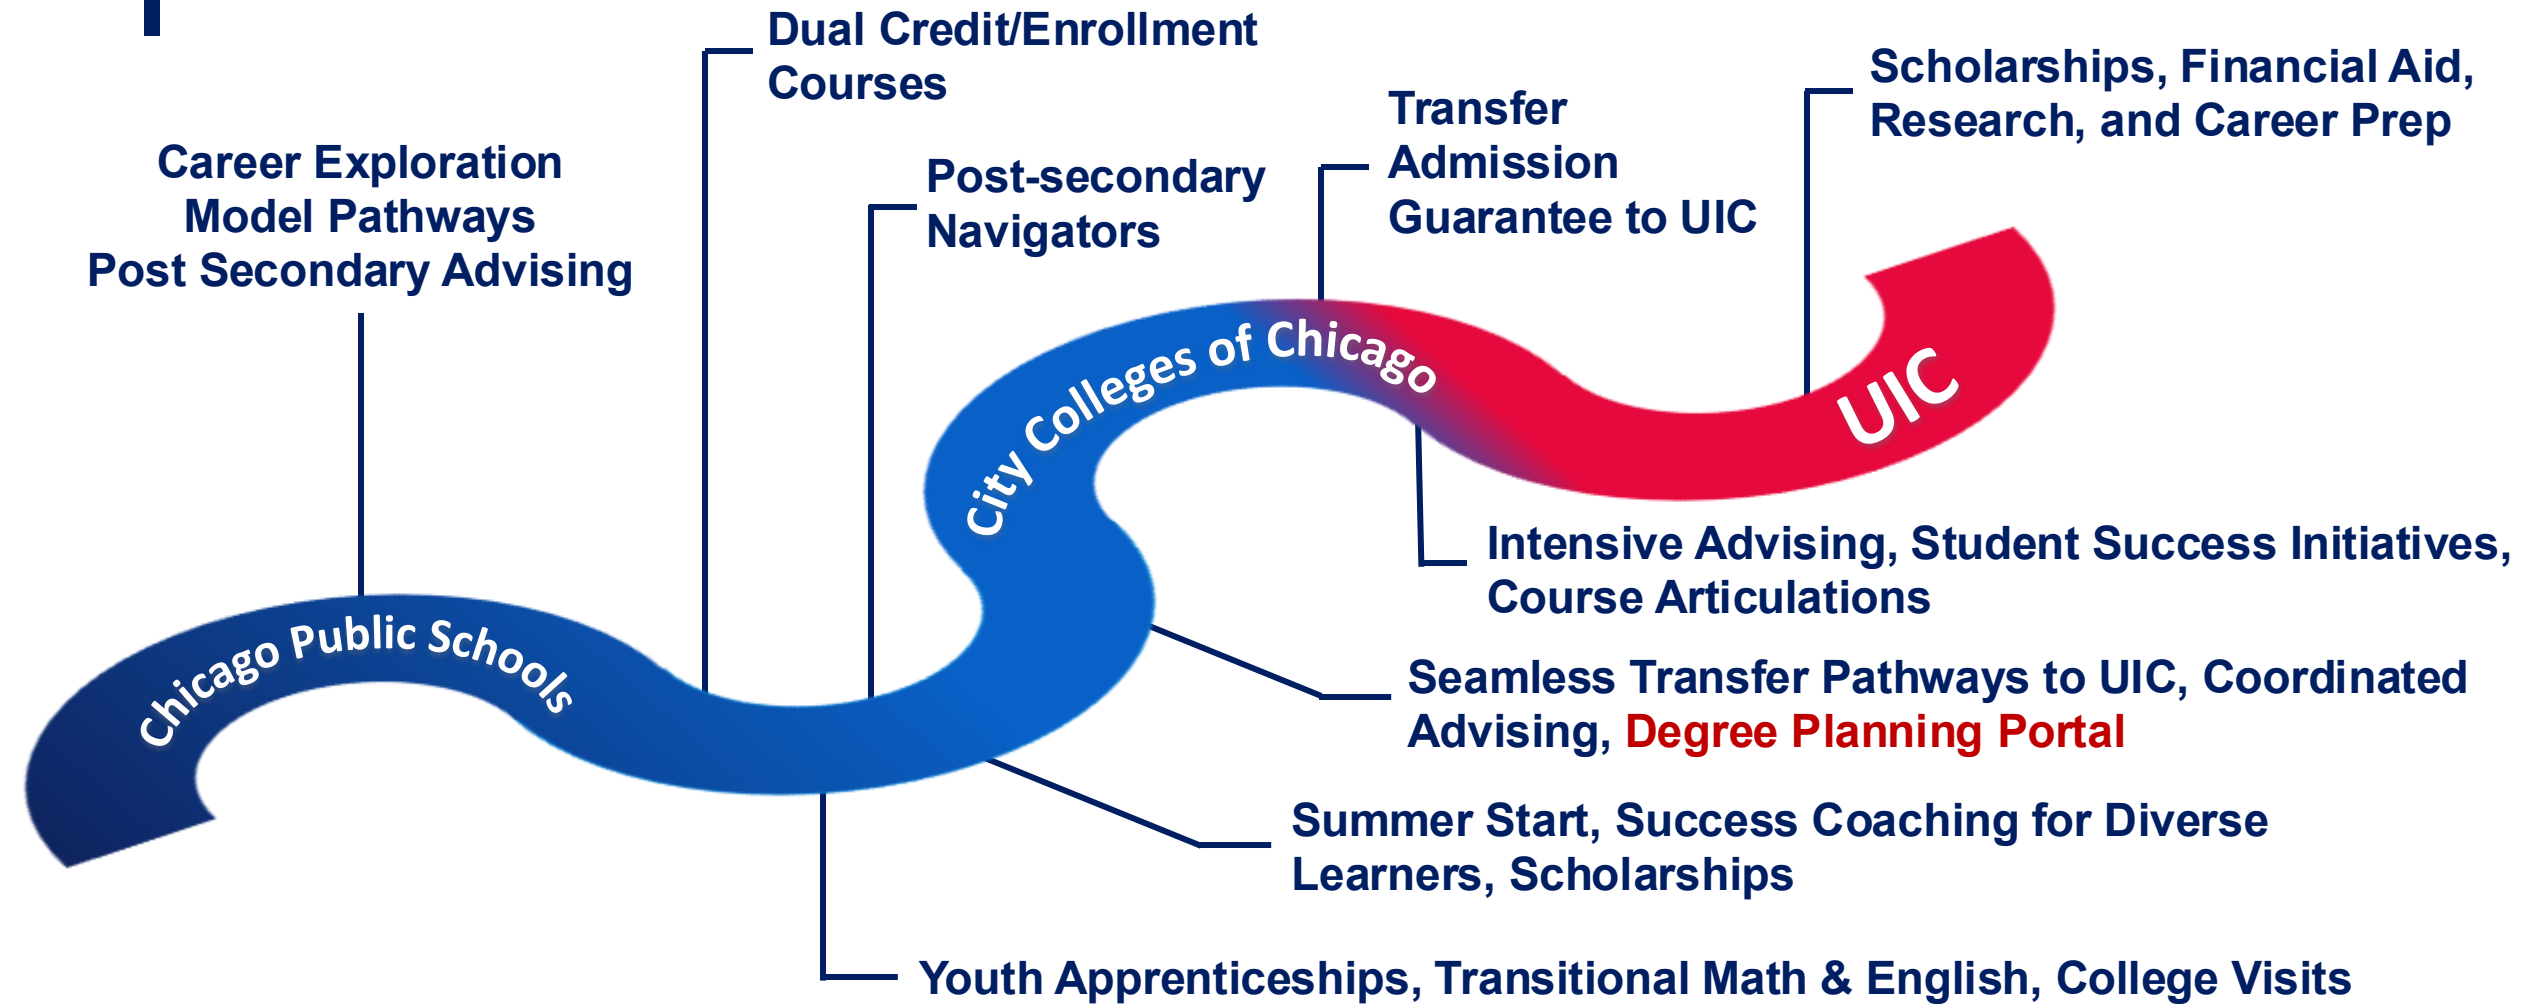 Dual Credit/Enrollment
Courses
Scholarships, Financial Aid,
Research, and Career Prep
Transfer
Admission
Guarantee to UIC
Career Exploration
Model Pathways
Post Secondary Advising
Post-secondary
Navigators
City Colleges of Chicago
UIC
Intensive Advising, Student Success Initiatives,
Course Articulations
Chicago Public Schools
Seamless Transfer Pathways to UIC, Coordinated
Advising, Degree Planning Portal
Summer Start, Success Coaching for Diverse
Learners, Scholarships
Youth Apprenticeships, Transitional Math & English, College Visits